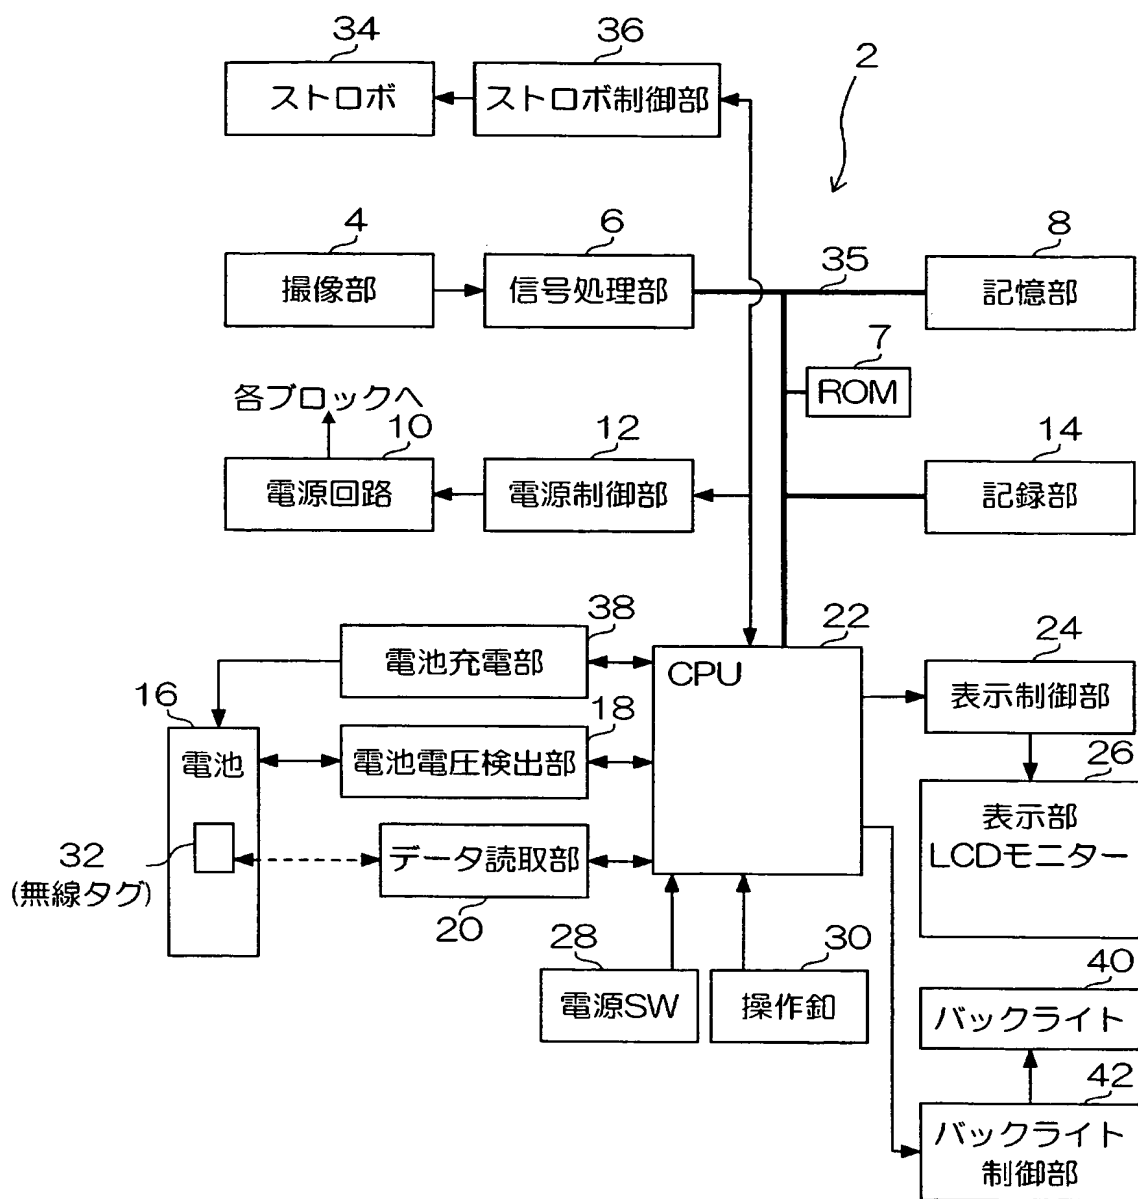 34
36
2
ストロボ
ストロボ制御部
4
6
35
8
撮像部
信号処理部
記憶部
7
ROM
各ブロックへ
10
12
14
電源回路
電源制御部
記録部
38
22
24
電池充電部
CPU
表示制御部
16
18
電池
電池電圧検出部
26
表示部
LCDモニター
32
(無線タグ)
データ読取部
20
28
30
電源SW
操作釦
40
バックライト
42
バックライト
制御部